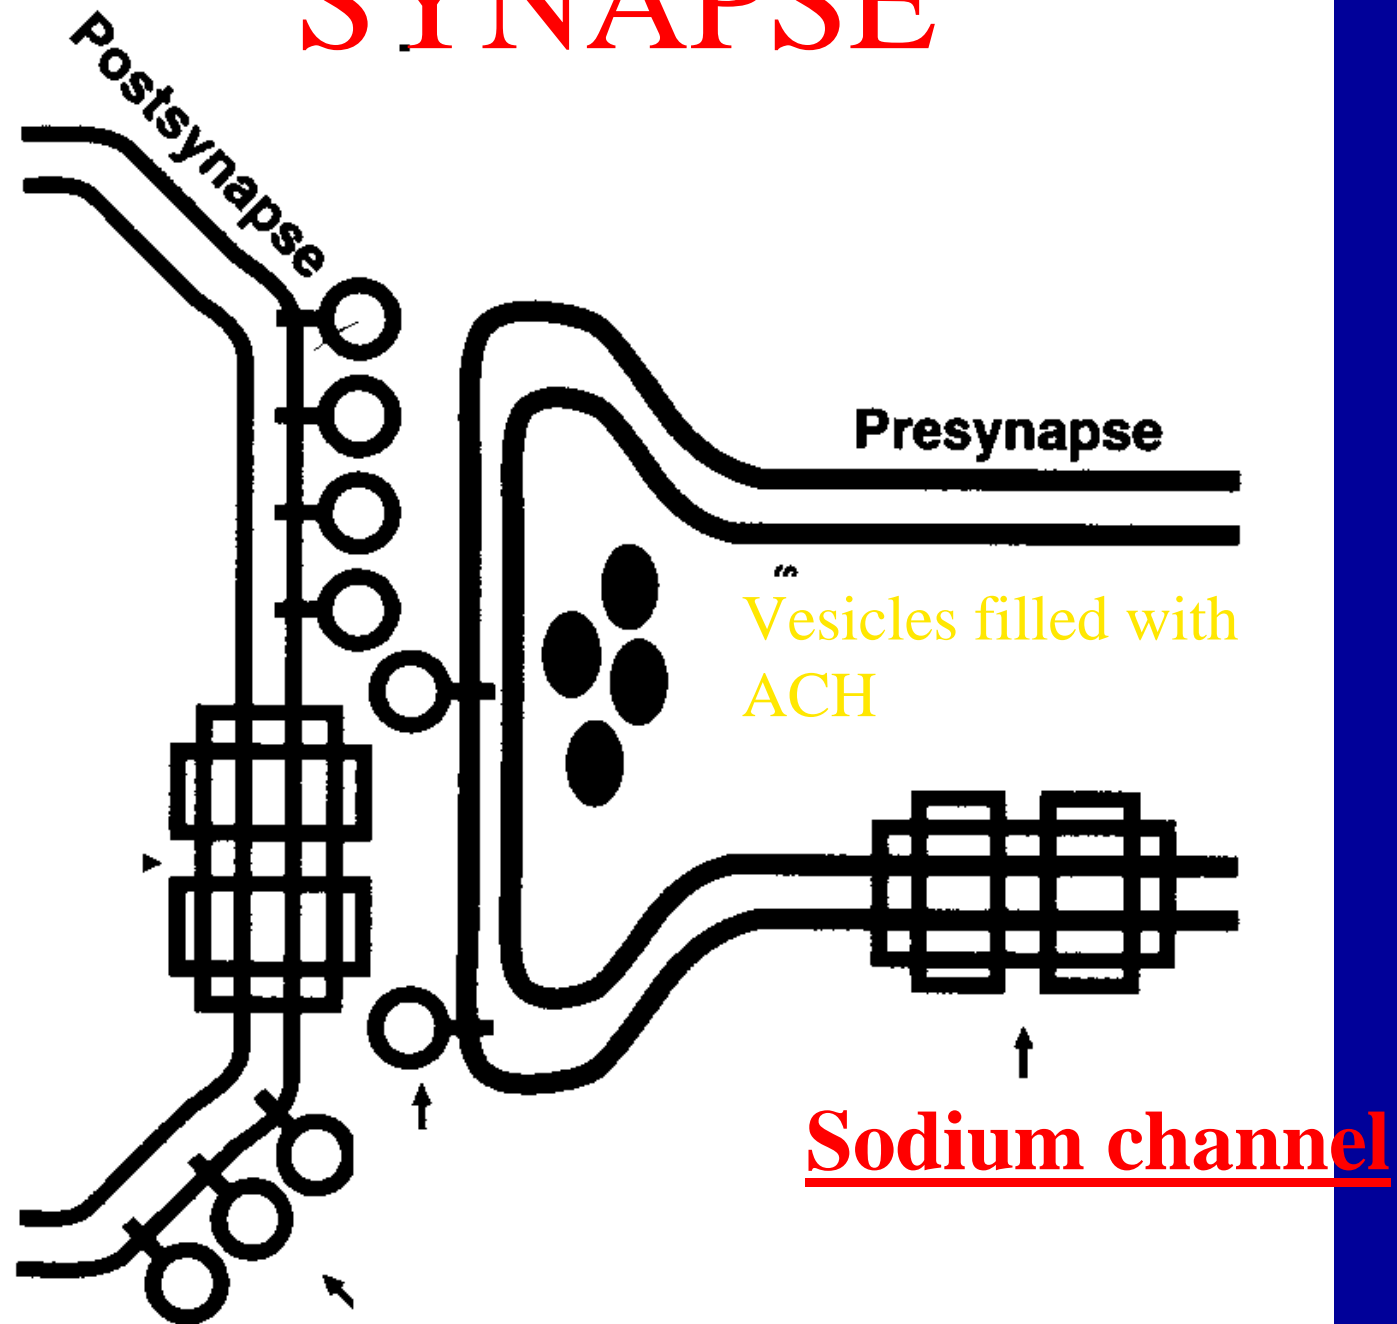 SYNAPSE
Postsynapse
Presynapse
Vesicles filled with
ACH
Sodium channel